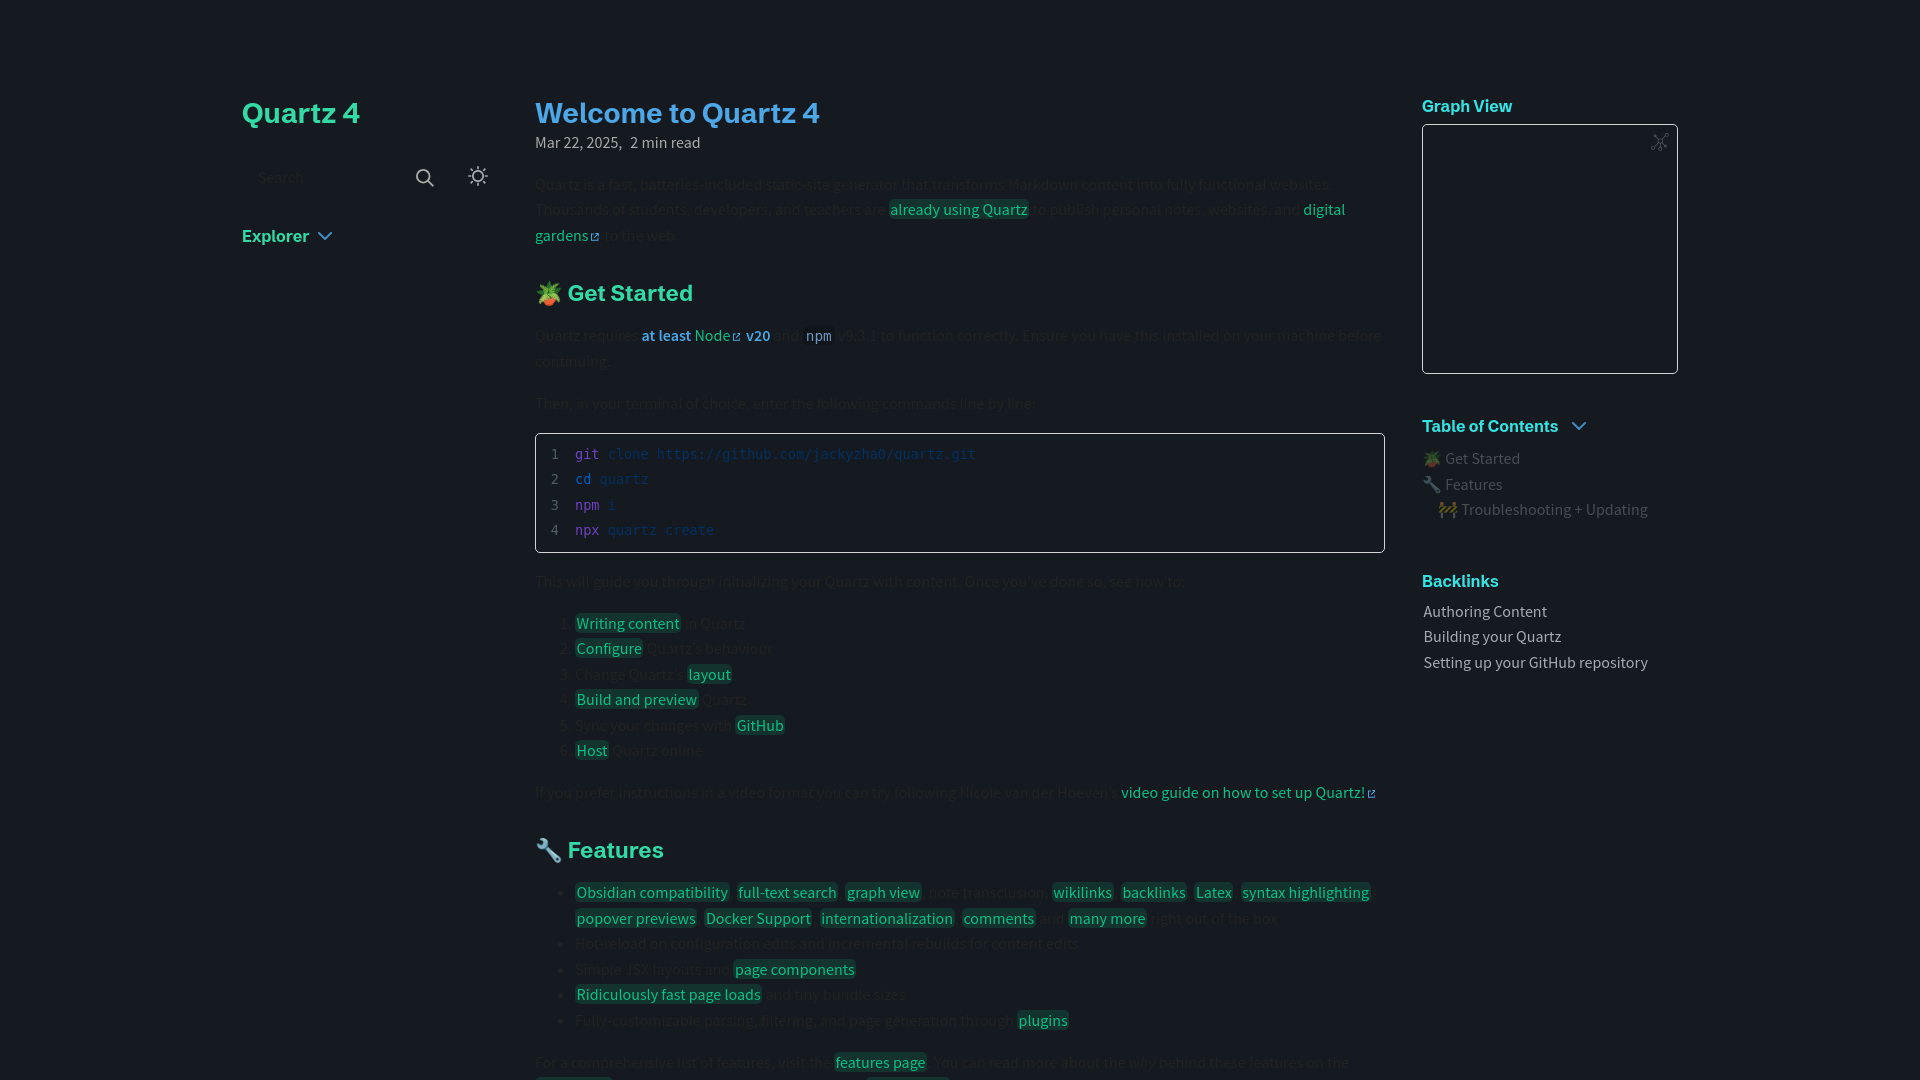 Quartz 4
Search
Explorer
Welcome to Quartz 4
Mar 22, 2025, 2 min read
Quartz is a fast, batteries-included static-site generator that transforms Markdown content into fully functional websites.
Thousands of students, developers, and teachers are already using Quartz to publish personal notes, websites, and digital
gardens to the web.
🪴 Get Started
Quartz requires at least Node v20 and npm v9.3.1 to function correctly. Ensure you have this installed on your machine before
continuing.
Then, in your terminal of choice, enter the following commands line by line:
1 git clone https://github.com/jackyzha0/quartz.git
2 cd quartz
3 npm i
4 npx quartz create
This will guide you through initializing your Quartz with content. Once you've done so, see how to:
1. Writing content in Quartz
2. Configure Quartz's behaviour
3. Change Quartz's layout
4. Build and preview Quartz
5. Sync your changes with GitHub
6. Host Quartz online
If you prefer instructions in a video format you can try following Nicole van der Hoeven's video guide on how to set up Quartz!
🔧 Features
• Obsidian compatibility, full-text search, graph view, note transclusion, wikilinks, backlinks, Latex, syntax highlighting,
popover previews, Docker Support, internationalization, comments and many more right out of the box
• Hot-reload on configuration edits and incremental rebuilds for content edits
• Simple JSX layouts and page components
• Ridiculously fast page loads and tiny bundle sizes
• Fully-customizable parsing, filtering, and page generation through plugins
For a comprehensive list of features, visit the features page. You can read more about the why behind these features on the
Graph View
Table of Contents
🪴 Get Started
🔧 Features
🚧 Troubleshooting + Updating
Backlinks
Authoring Content
Building your Quartz
Setting up your GitHub repository